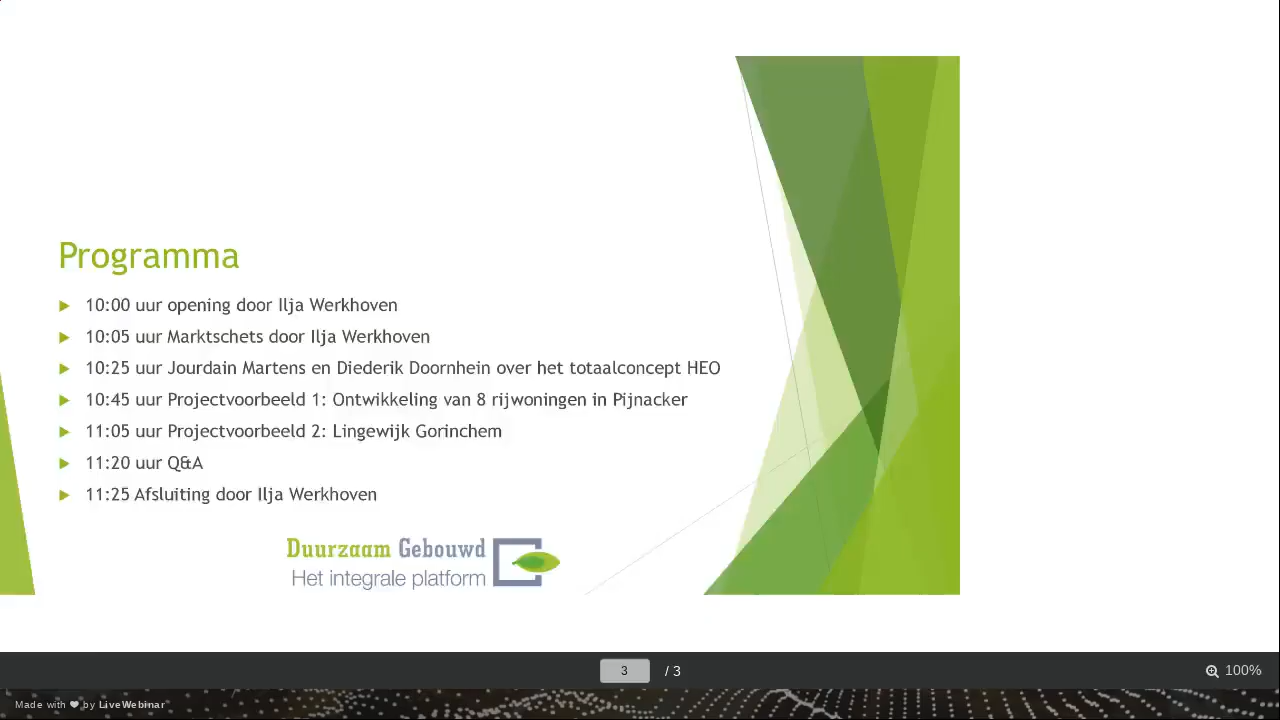 Programma
10:00 uur opening door Ilja Werkhoven
10:05 uur Marktschets door Ilja Werkhoven
10:25 uur Jourdain Martens en Diederik Doornhein over het totaalconcept HEO
10:45 uur Projectvoorbeeld 1: Ontwikkeling van 8 rijwoningen in Pijnacker
11:05 uur Projectvoorbeeld 2: Lingewijk Gorinchem
11:20 uur Q&A
11:25 Afsluiting door Ilja Werkhoven
Duurzaam Gebouwd
Het integrale platform
3 / 3
100%
Made with ❤ by LiveWebinar